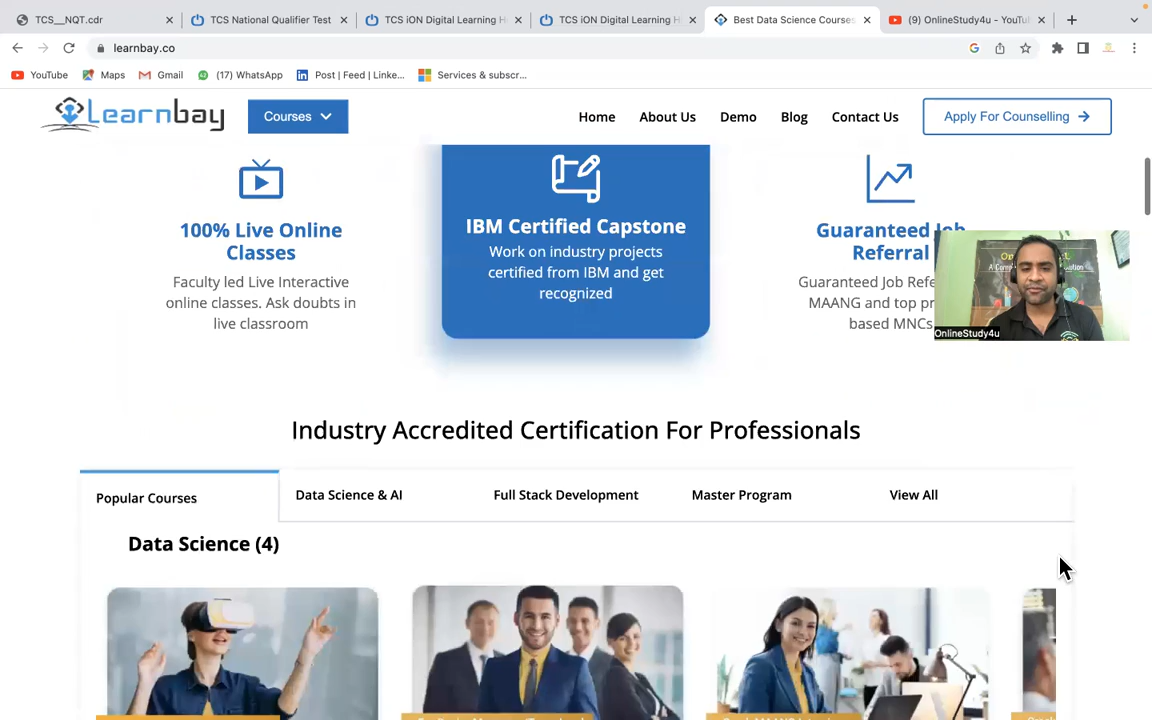 TCS__NQT.cdr
TCS National Qualifier Test
TCS iON Digital Learning H
TCS iON Digital Learning H
Best Data Science Courses
(9) OnlineStudy4u - YouTu
learnbay.co
YouTube
Maps
Gmail
(17) WhatsApp
Post | Feed | Linke...
Services & subscr...
Learnbay
Courses
Home
About Us
Demo
Blog
Contact Us
Apply For Counselling
100% Live Online
Classes
Faculty led Live Interactive
online classes. Ask doubts in
live classroom
IBM Certified Capstone
Work on industry projects
certified from IBM and get
recognized
Guaranteed Job
Referral
Guaranteed Job Refe
MAANG and top pr
based MNCs
OnlineStudy4u
Industry Accredited Certification For Professionals
Popular Courses
Data Science & AI
Full Stack Development
Master Program
View All
Data Science (4)